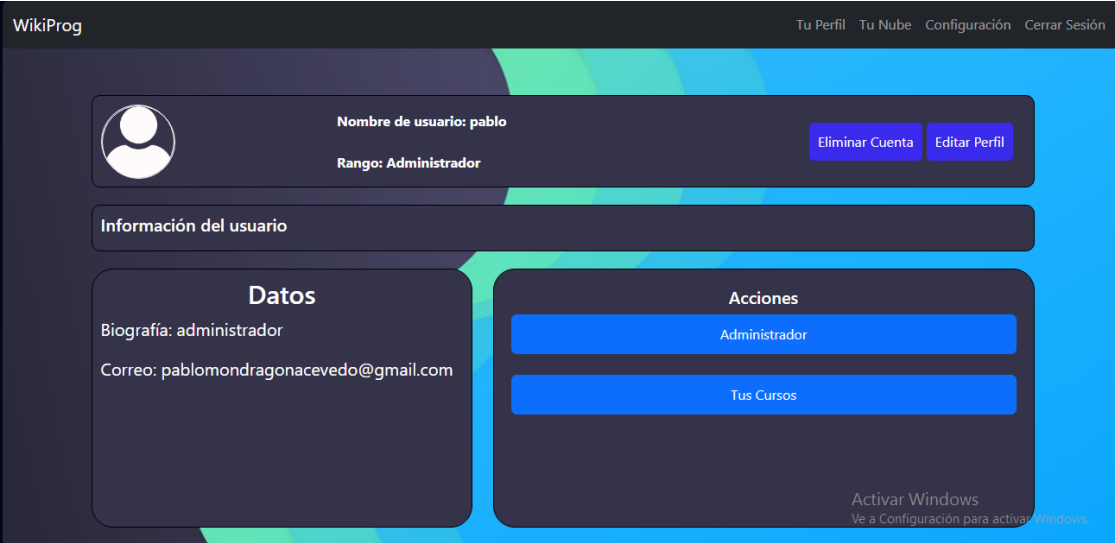 WikiProg
Tu Perfil Tu Nube Configuración Cerrar Sesión
Nombre de usuario: pablo
Rango: Administrador
Eliminar Cuenta Editar Perfil
Información del usuario
Datos
Biografía: administrador
Correo: pablomondragonacevedo@gmail.com
Acciones
Administrador
Tus Cursos
Activar Windows
Ve a Configuración para activar Windows.